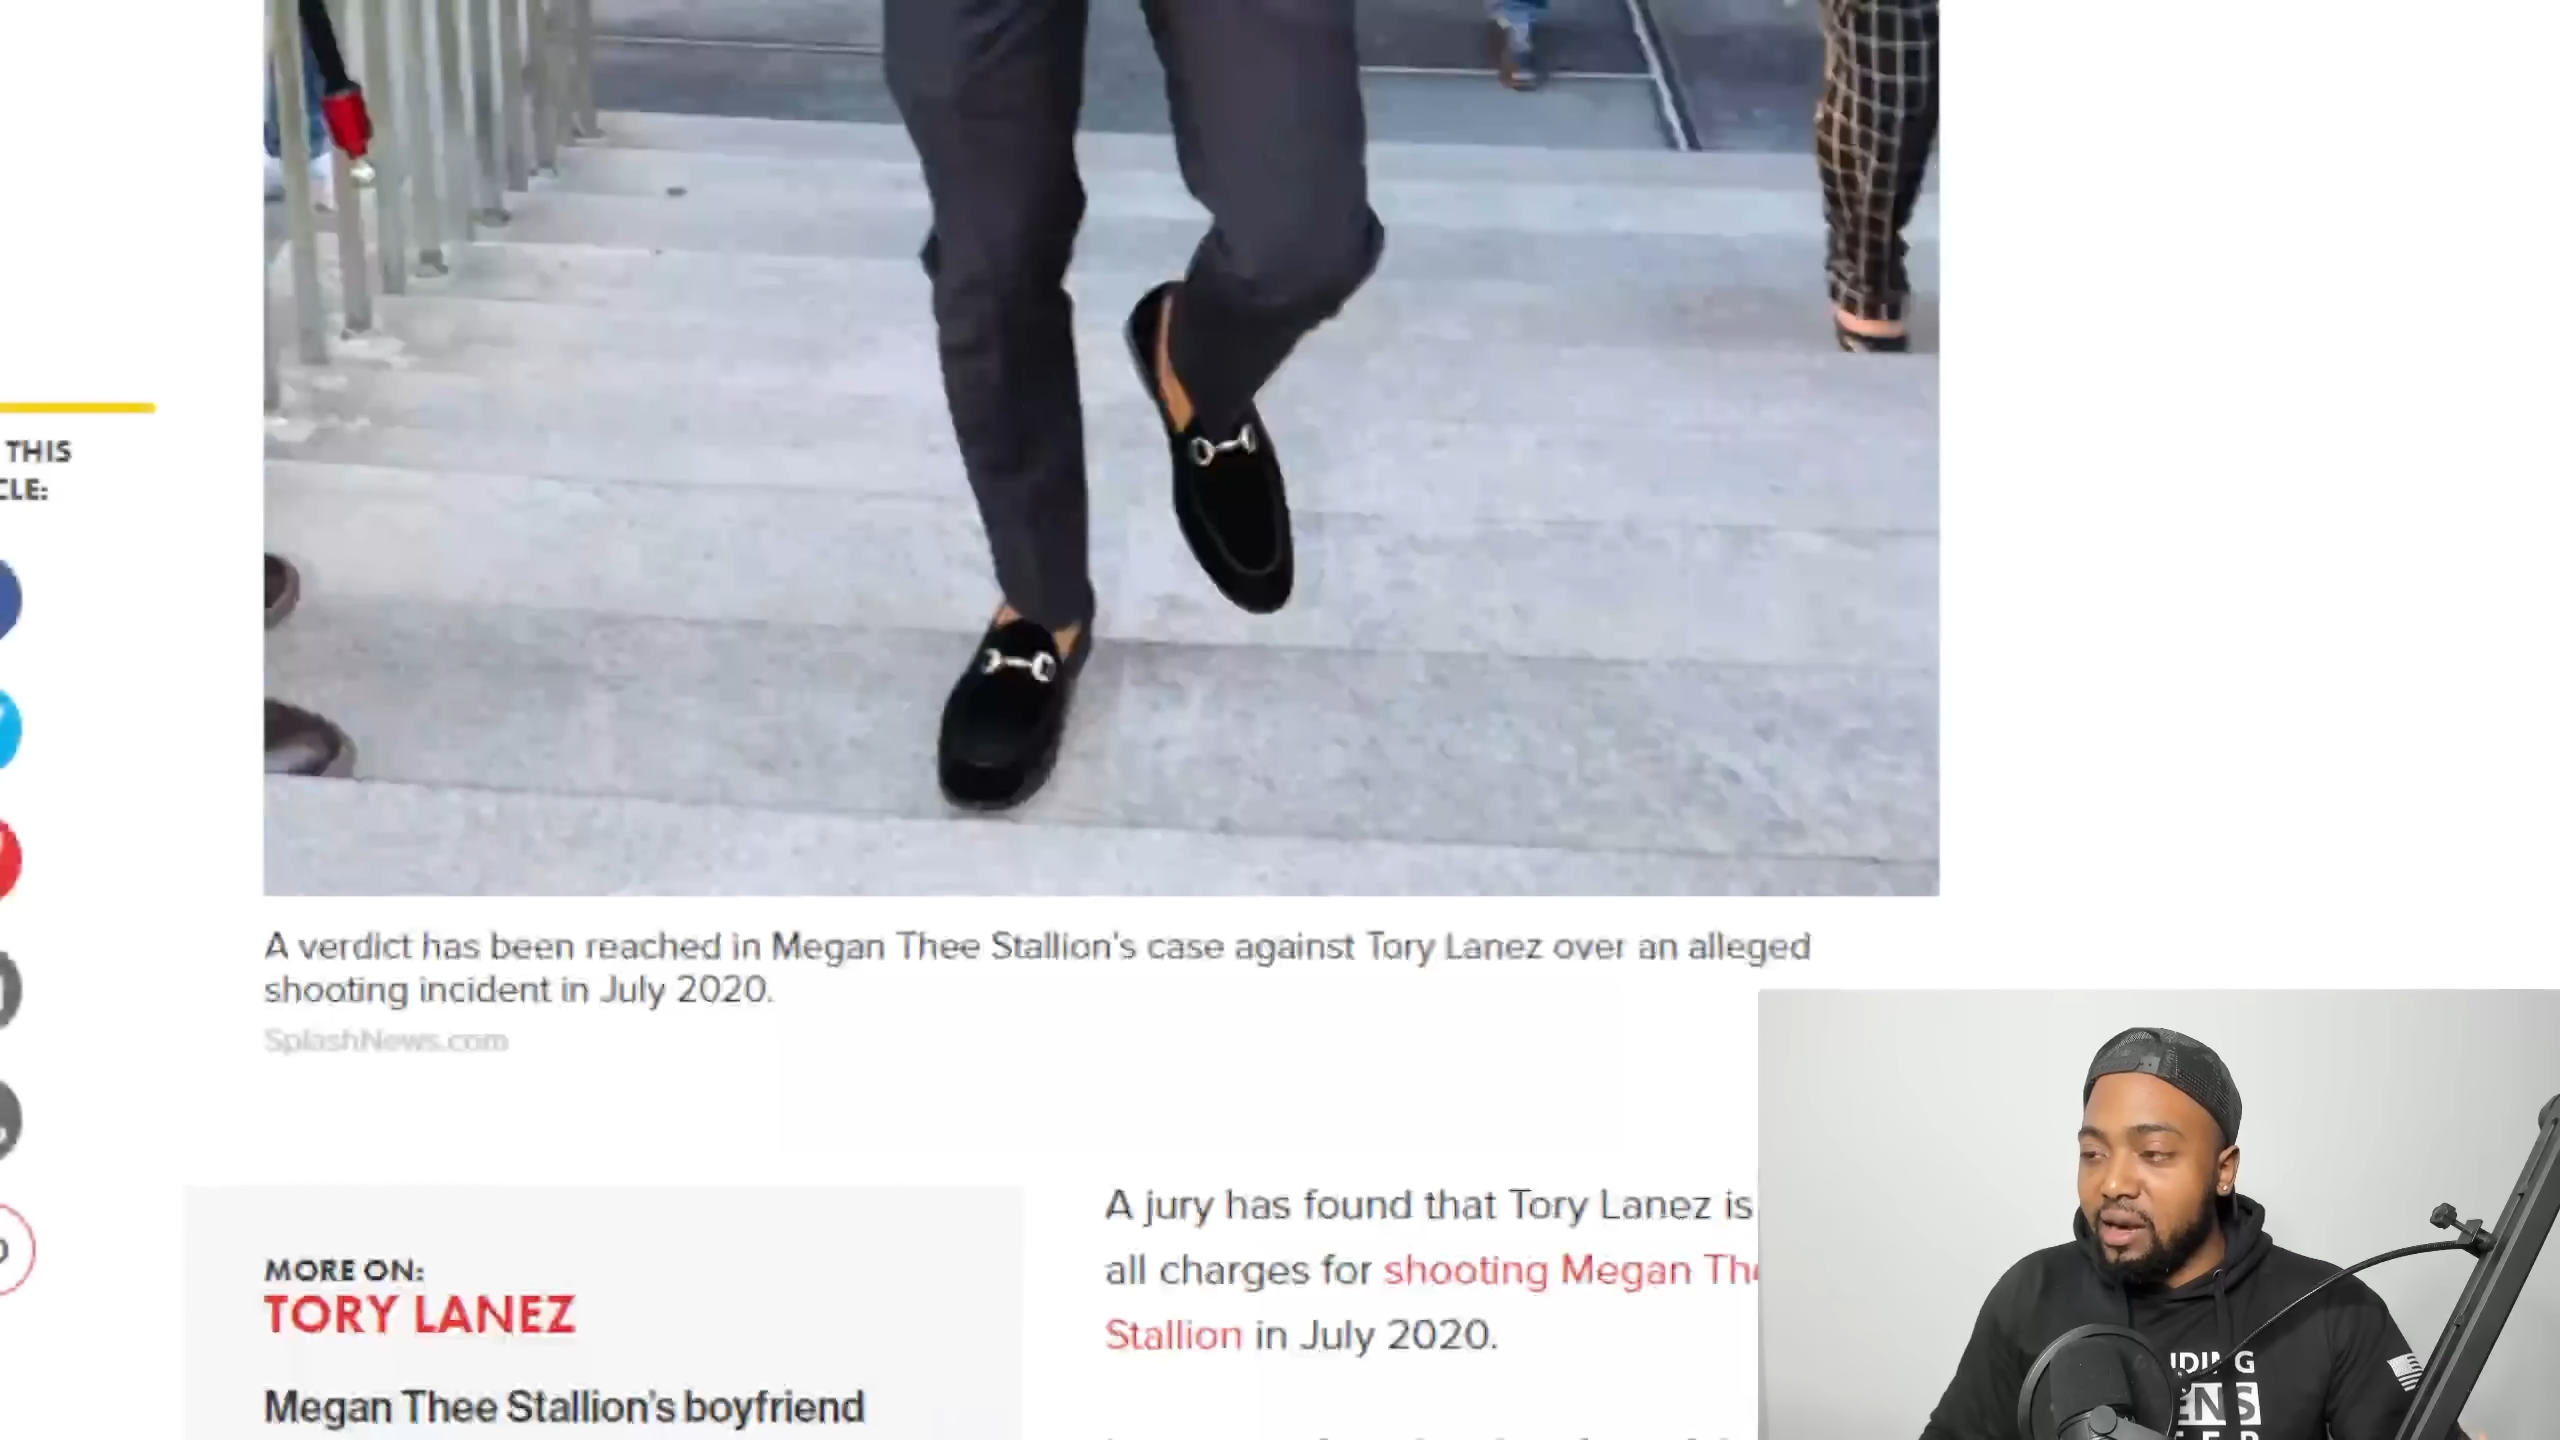 THIS
CLE:
A verdict has been reached in Megan Thee Stallion's case against Tory Lanez over an alleged
shooting incident in July 2020.
SplashNews.com
MORE ON:
TORY LANEZ
Megan Thee Stallion's boyfriend
A jury has found that Tory Lanez is
all charges for shooting Megan The
Stallion in July 2020.